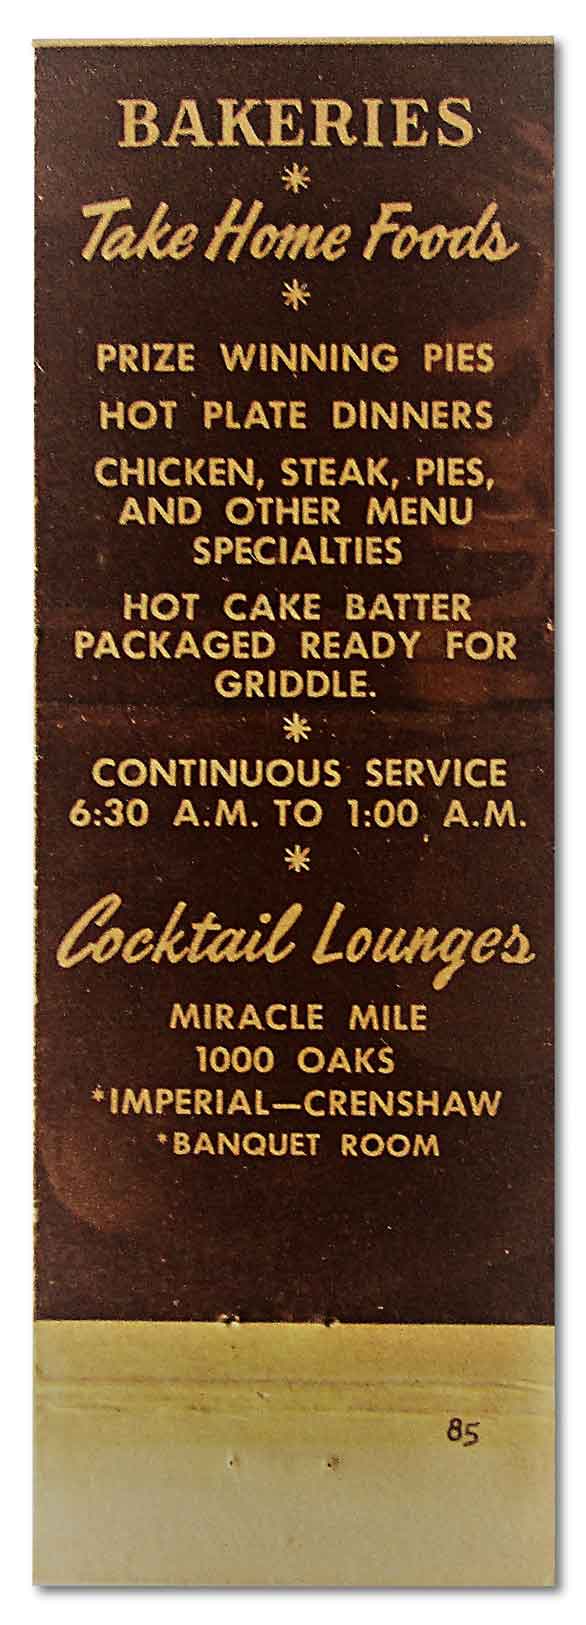 BAKERIES
*
Take Home Foods
*
PRIZE WINNING PIES
HOT PLATE DINNERS
CHICKEN, STEAK, PIES,
AND OTHER MENU
SPECIALTIES
HOT CAKE BATTER
PACKAGED READY FOR
GRIDDLE.
*
CONTINUOUS SERVICE
6:30 A.M. TO 1:00 A.M.
*
Cocktail Lounges
MIRACLE MILE
1000 OAKS
*IMPERIAL—CRENSHAW
*BANQUET ROOM
85